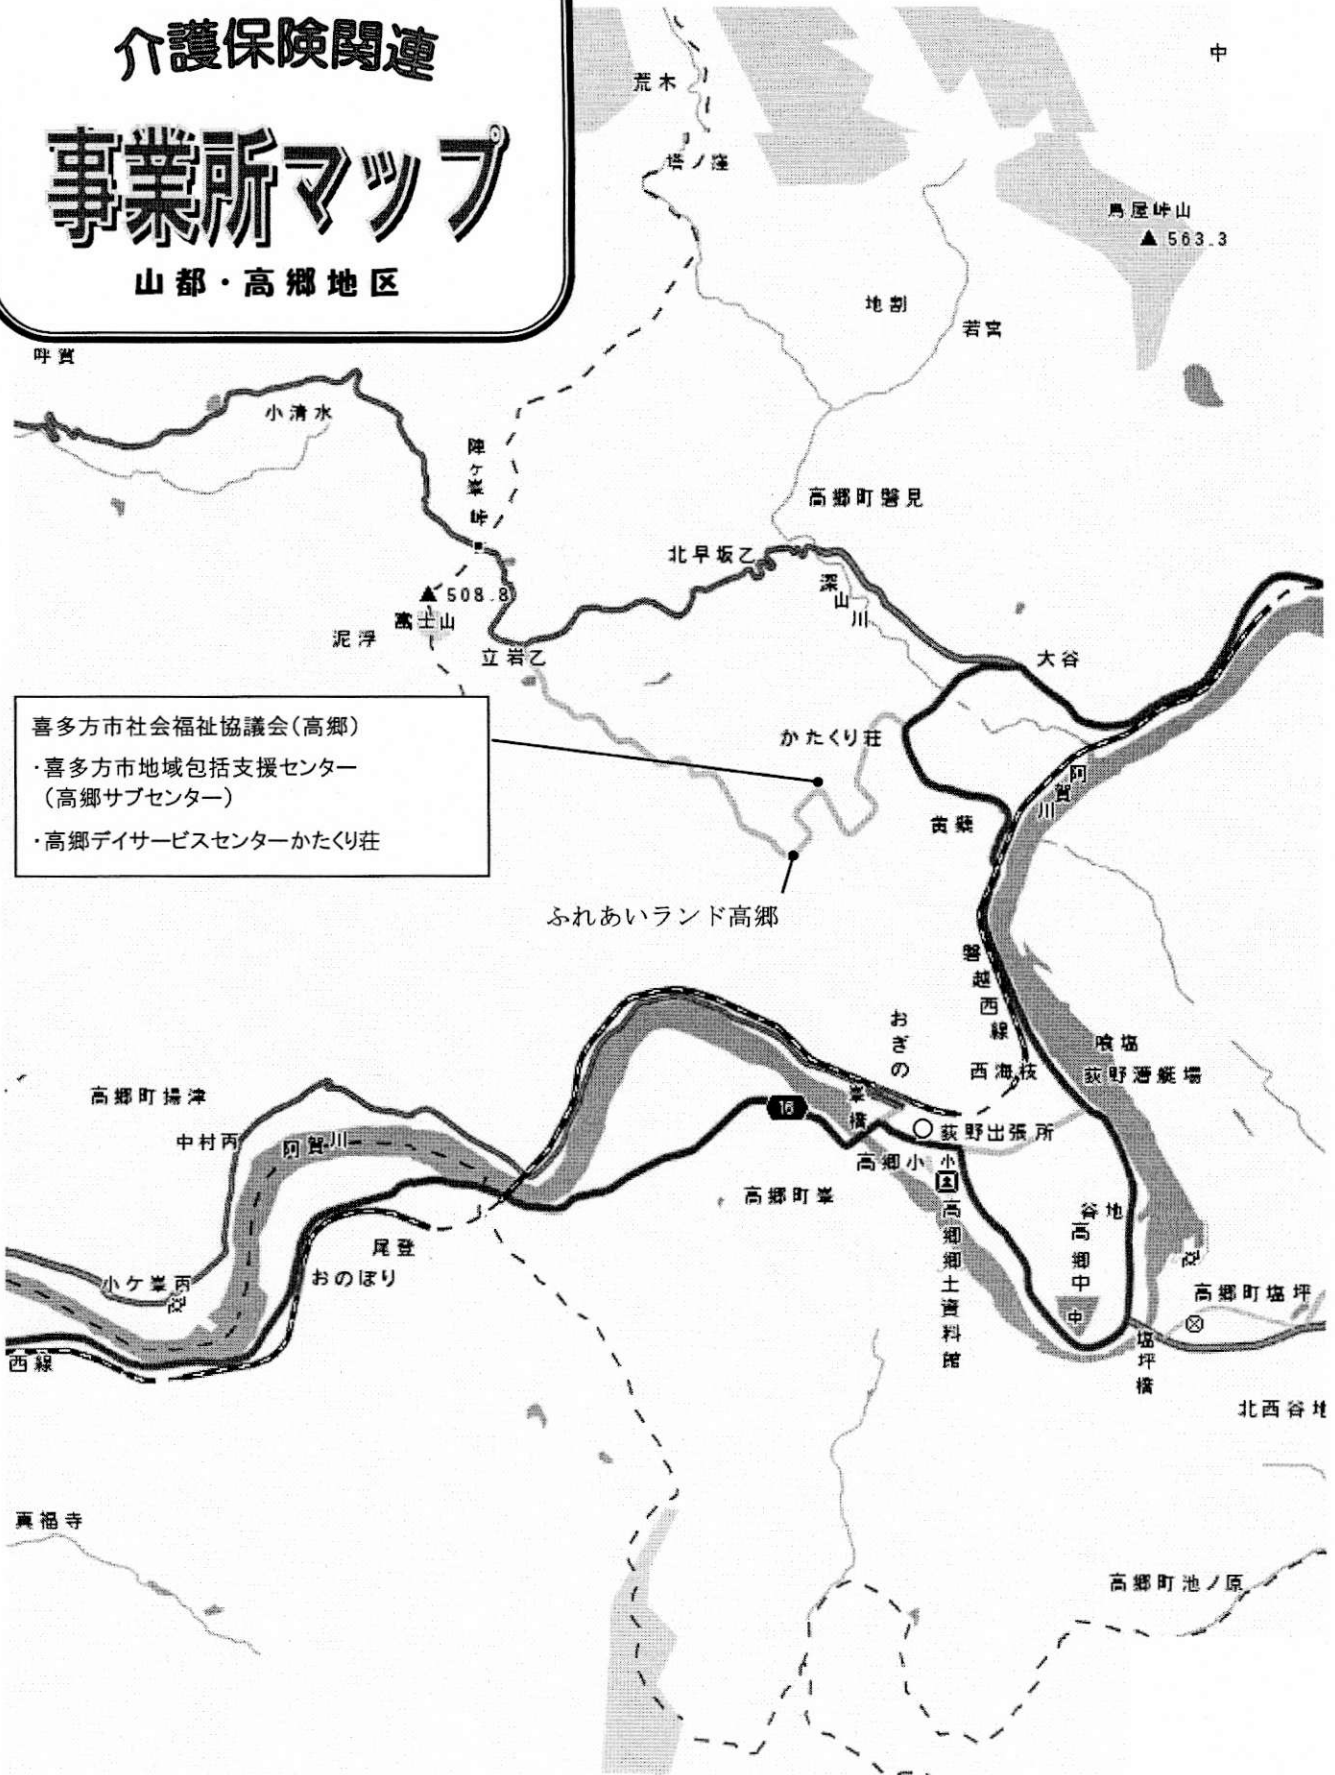 介護保険関連
事業所マップ
山都・高郷地区
中
荒木
塔ノ窪
鳥屋峠山
▲ 563.3
地割
若宮
呼賀
小清水
陣ヶ峯峠
高郷町磐見
北早坂乙
▲ 508.8
富士山
泥浮
立岩乙
深山川
大谷
喜多方市社会福祉協議会(高郷)
・喜多方市地域包括支援センター
(高郷サブセンター)
・高郷デイサービスセンターかたくり荘
かたくり荘
阿賀川
黄蘗
ふれあいランド高郷
磐越西線
おぎの
西海枝
喰塩
荻野漕艇場
高郷町揚津
中村丙
阿賀川
16
峯橋
荻野出張所
高郷小
小
高郷町峯
高郷郷土資料館
谷地
高郷中
中
尾登
おのぼり
小ケ峯丙
高郷町塩坪
塩坪橋
西線
北西谷地
真福寺
高郷町池ノ原